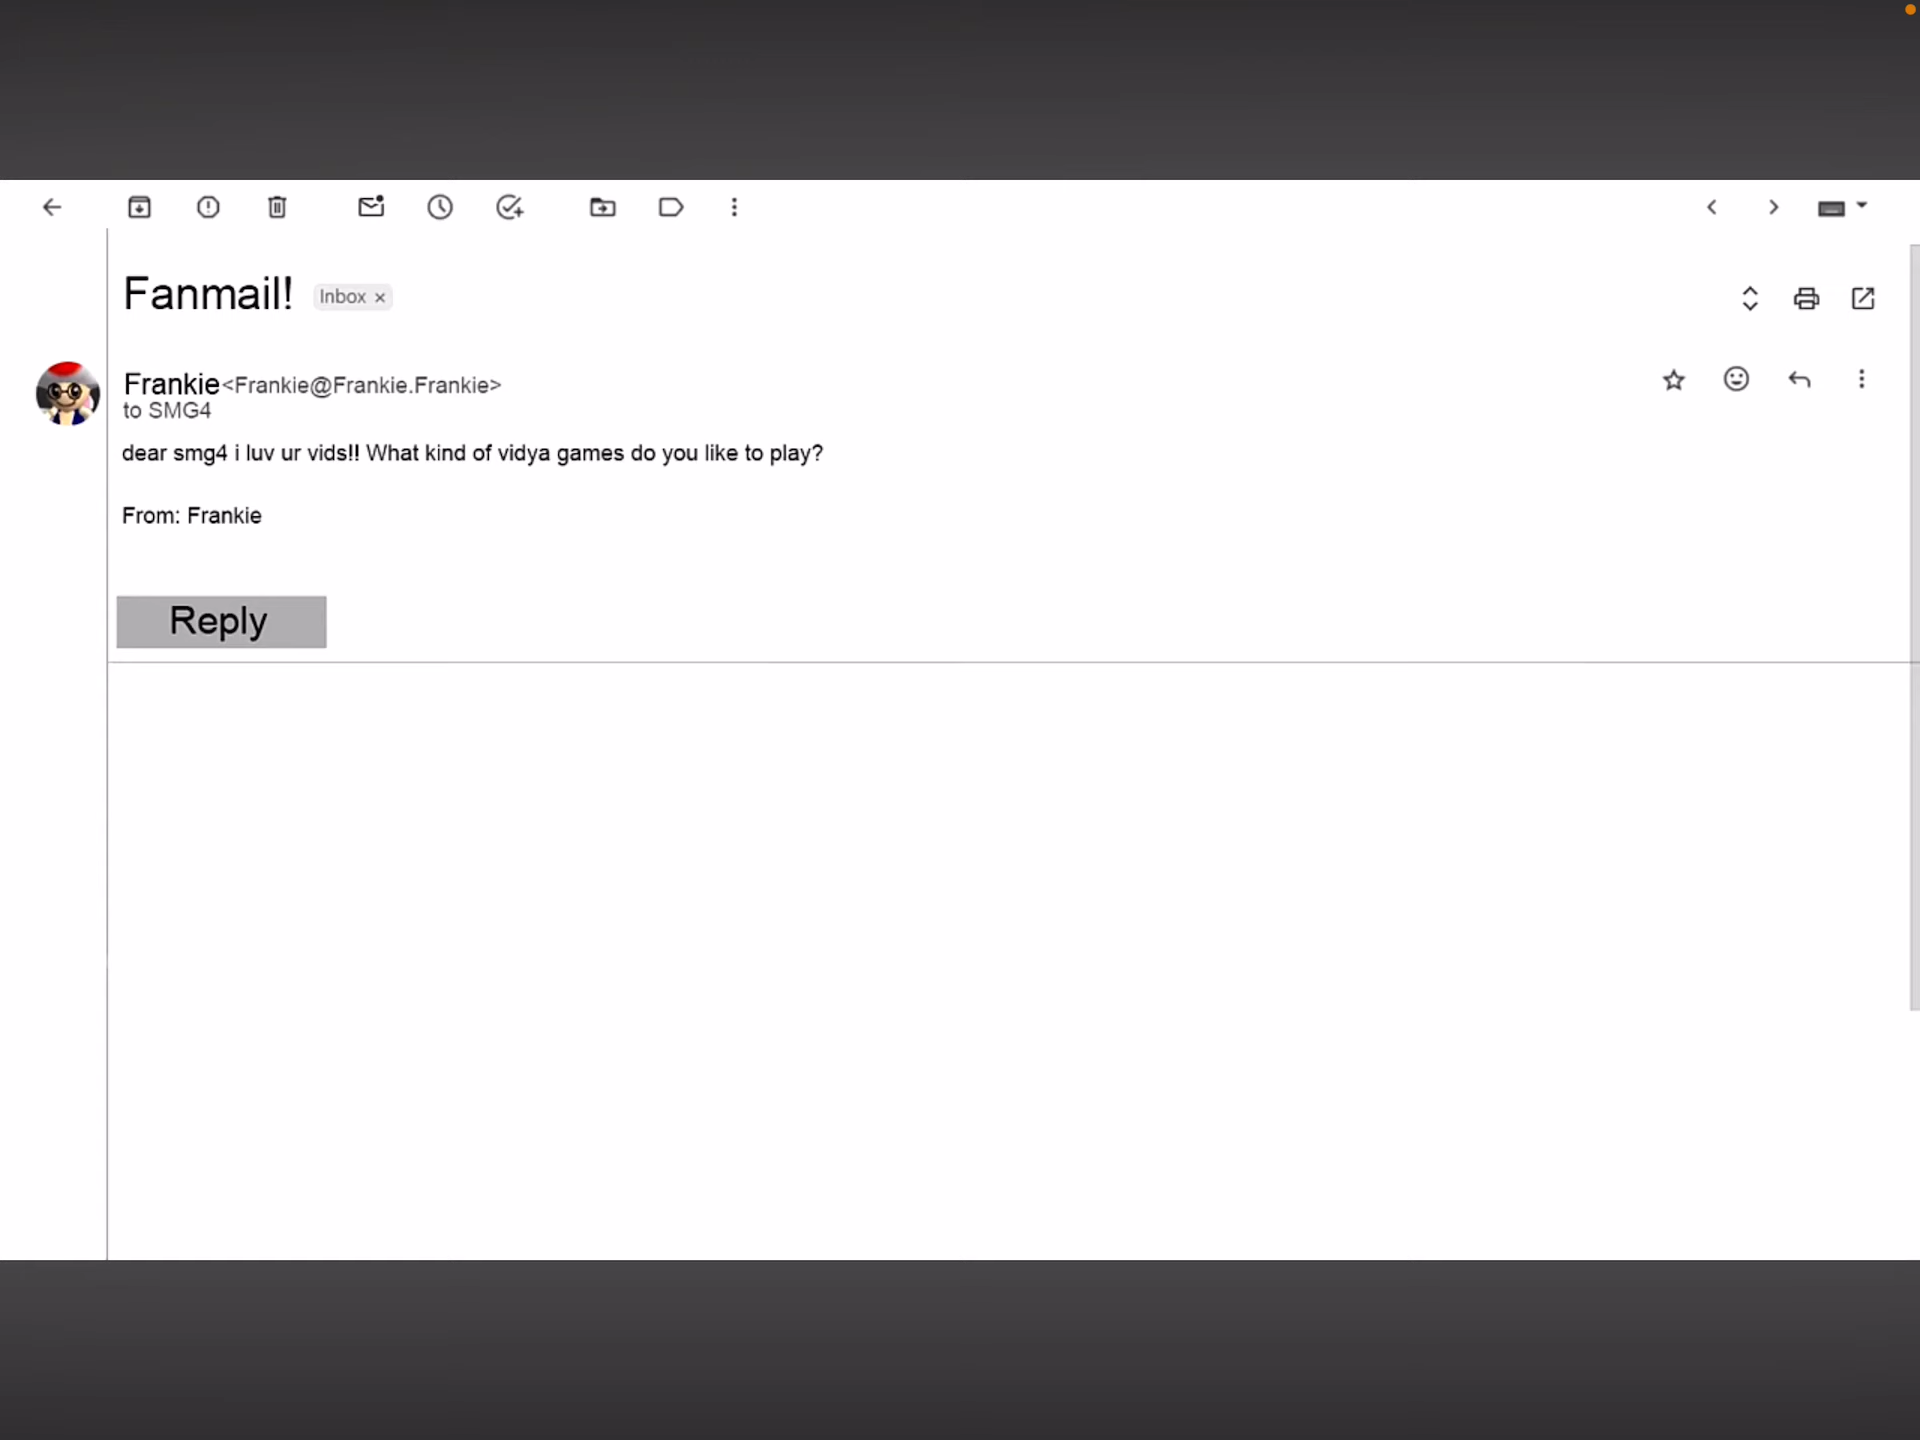 Fanmail! Inbox ×
Frankie<Frankie@Frankie.Frankie>
to SMG4
dear smg4 i luv ur vids!! What kind of vidya games do you like to play?
From: Frankie
Reply